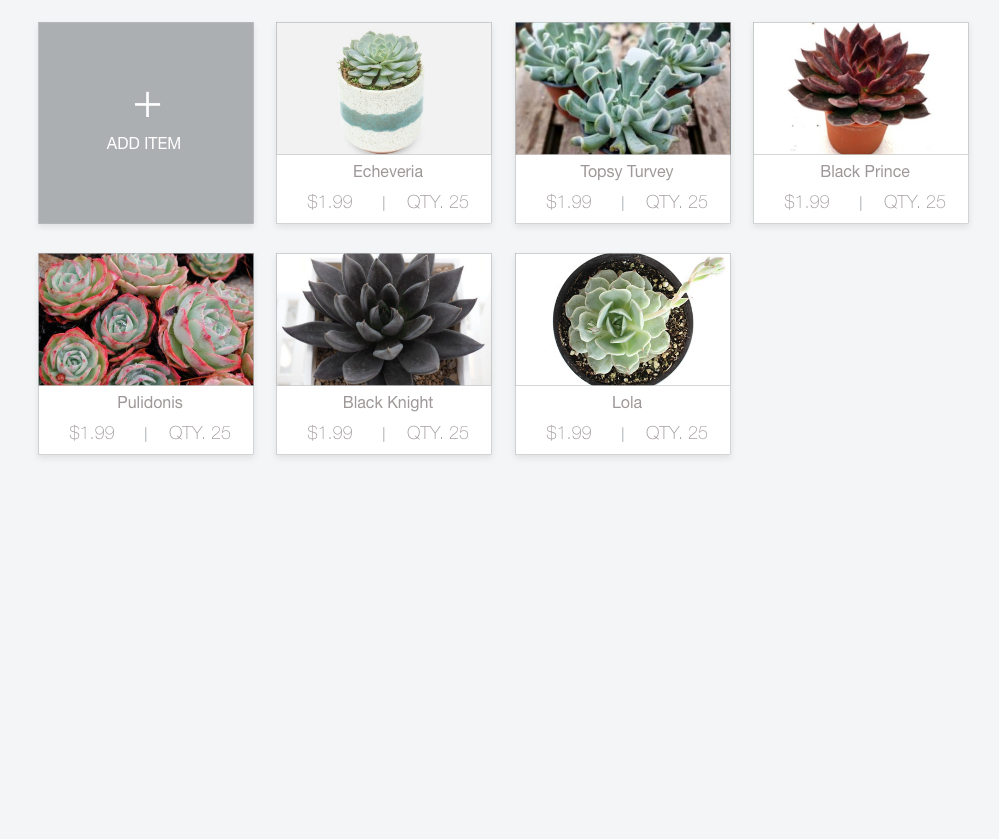 ADD ITEM
Echeveria
$1.99 | QTY. 25
Topsy Turvey
$1.99 | QTY. 25
Black Prince
$1.99 | QTY. 25
Pulidonis
$1.99 | QTY. 25
Black Knight
$1.99 | QTY. 25
Lola
$1.99 | QTY. 25